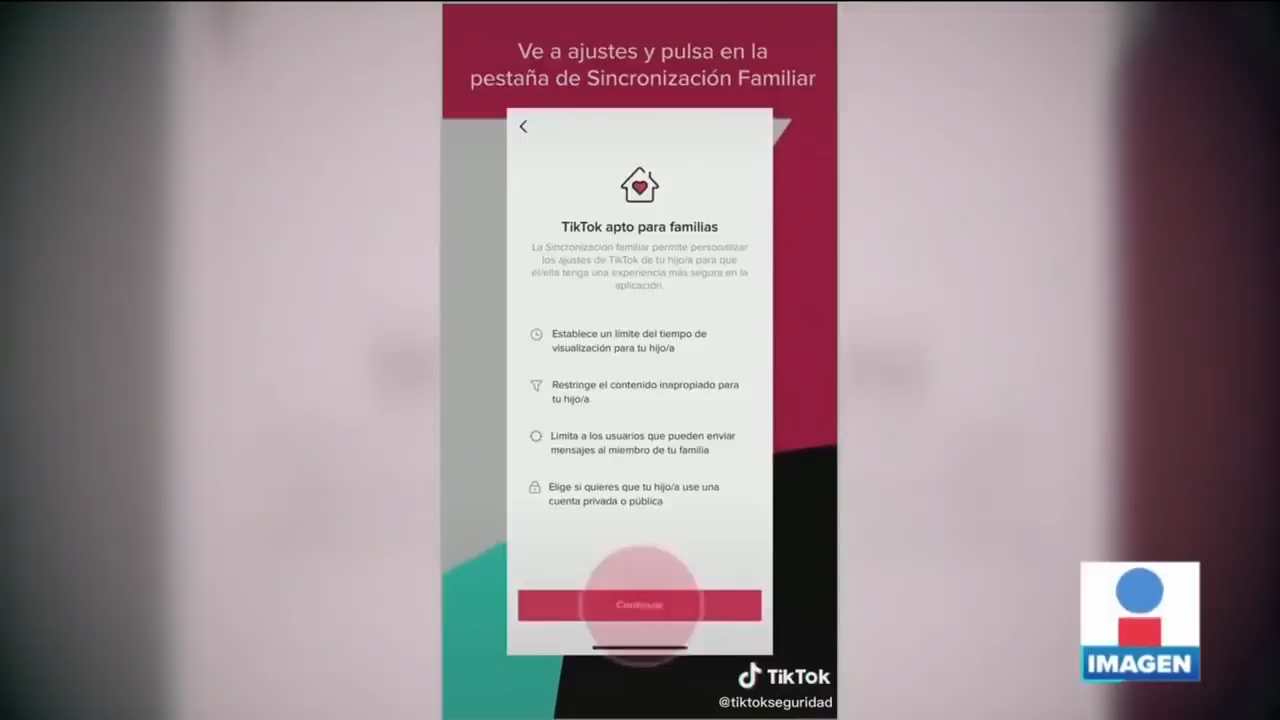 Ve a ajustes y pulsa en la
pestaña de Sincronización Familiar
TikTok apto para familias
La Sincronización familiar permite personalizar
los ajustes de TikTok de tu hijo/a para que
él/ella tenga una experiencia más segura en la
aplicación.
Establece un límite del tiempo de
visualización para tu hijo/a
Restringe el contenido inapropiado para
tu hijo/a
Limita a los usuarios que pueden enviar
mensajes al miembro de tu familia
Elige si quieres que tu hijo/a use una
cuenta privada o pública
Continuar
TikTok
@tiktokseguridad
IMAGEN